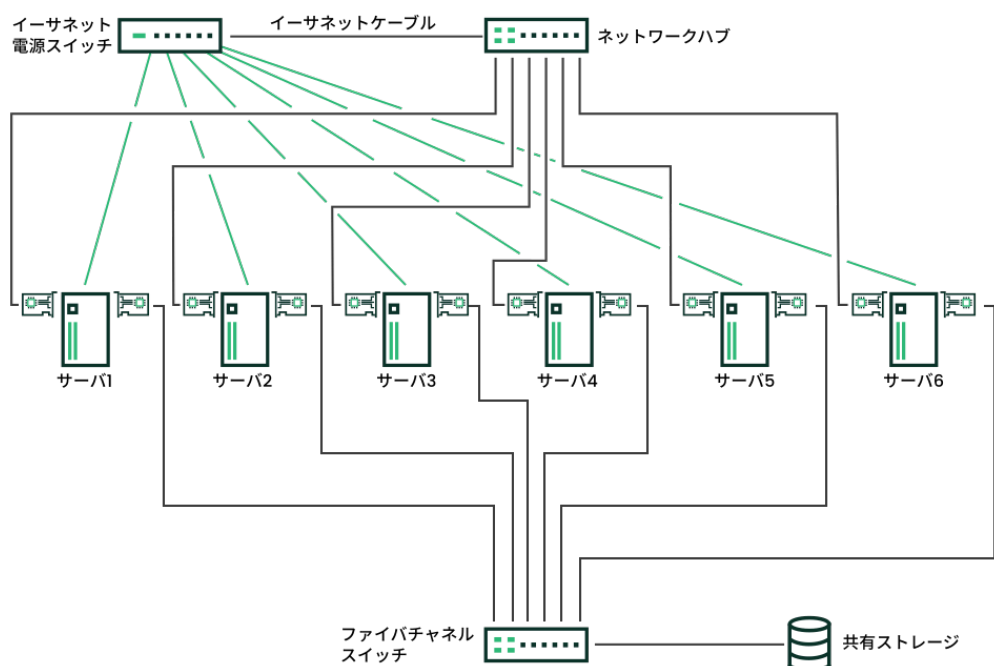 イーサネット
電源スイッチ
イーサネットケーブル
ネットワークハブ
サーバ1
サーバ2
サーバ3
サーバ4
サーバ5
サーバ6
ファイバチャネル
スイッチ
共有ストレージ